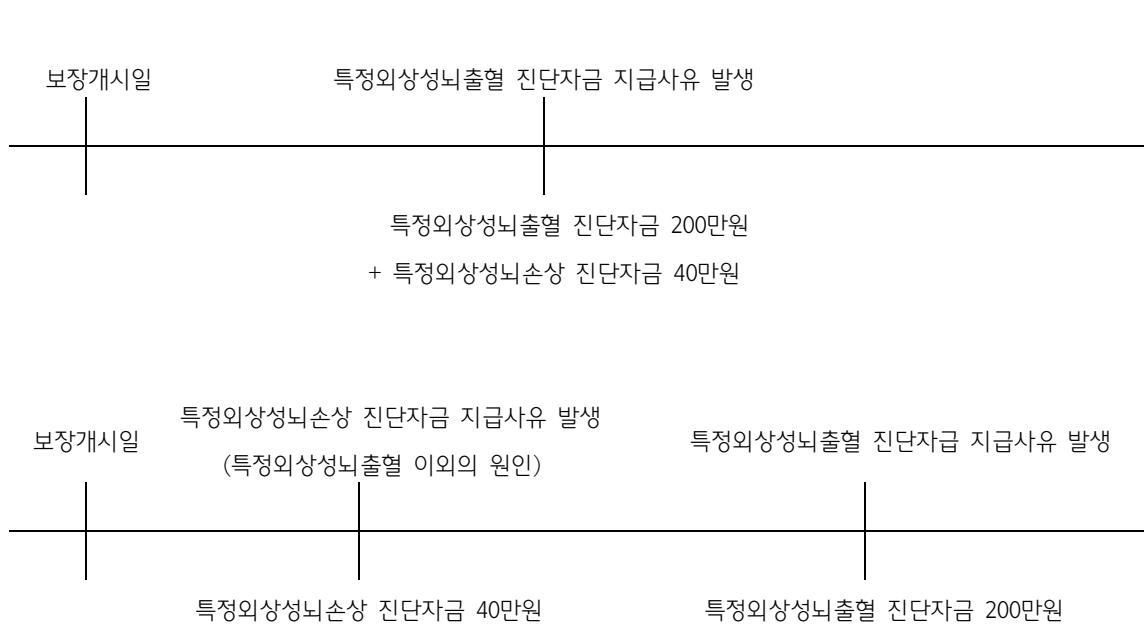 보장개시일
특정외상성뇌출혈 진단자금 지급사유 발생
특정외상성뇌출혈 진단자금 200만원
+ 특정외상성뇌손상 진단자금 40만원
보장개시일
특정외상성뇌손상 진단자금 지급사유 발생
(특정외상성뇌출혈 이외의 원인)
특정외상성뇌출혈 진단자급 지급사유 발생
특정외상성뇌손상 진단자금 40만원
특정외상성뇌출혈 진단자금 200만원